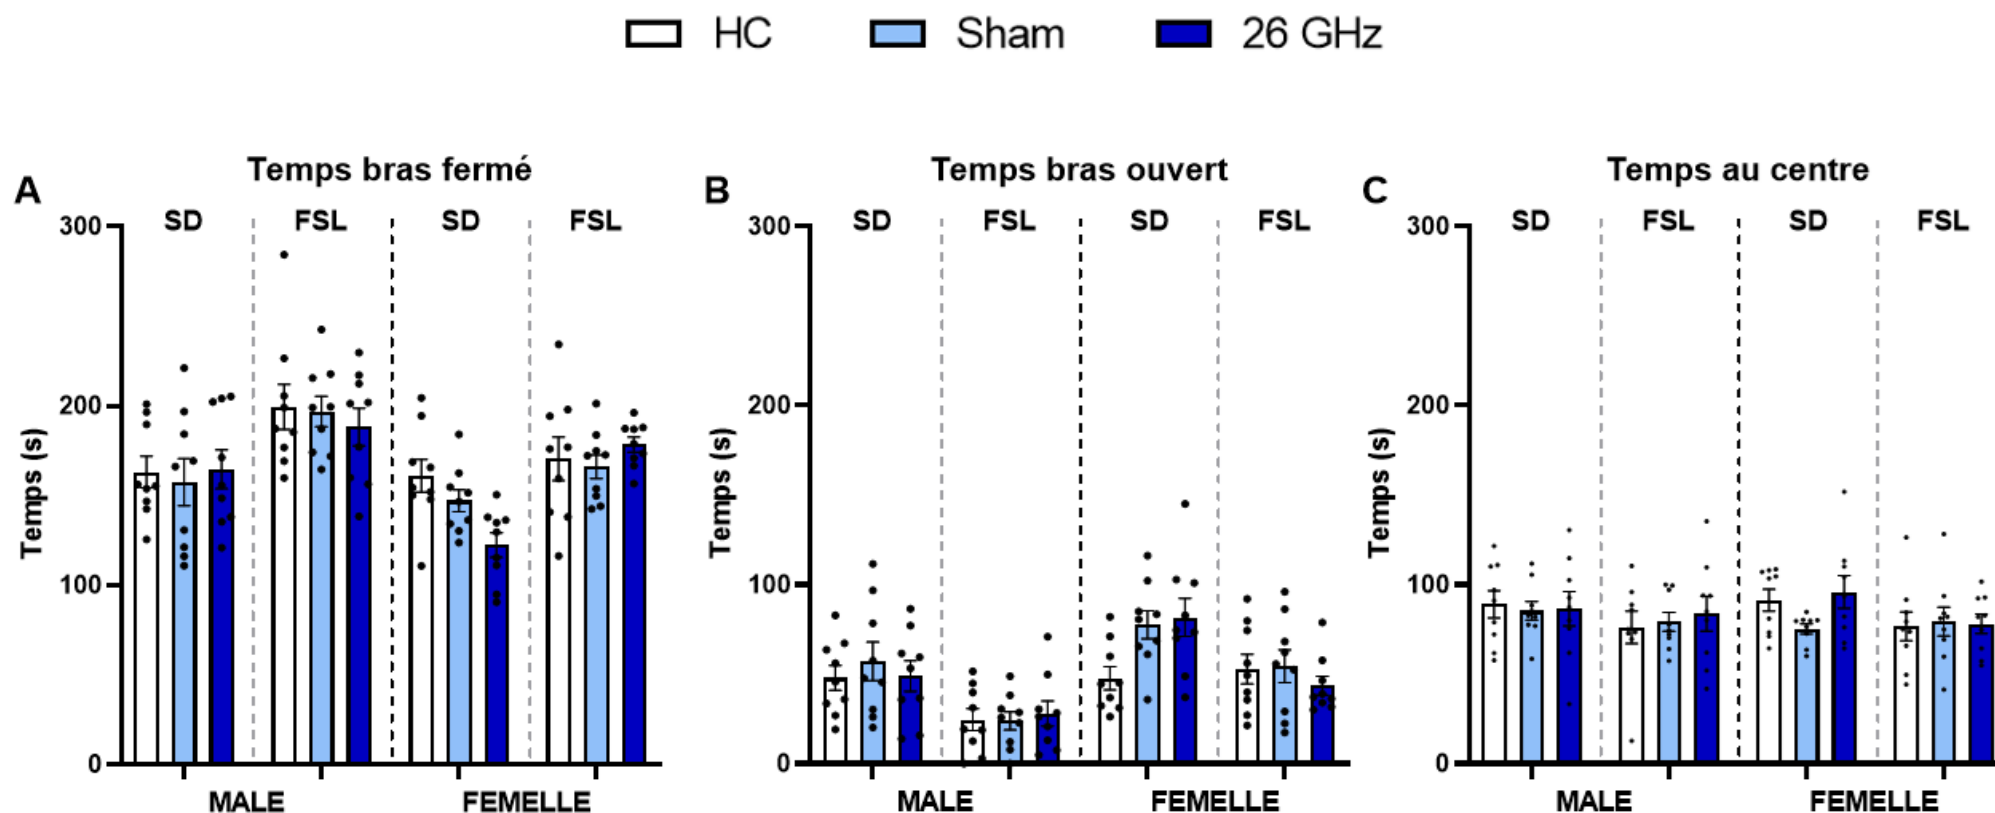 HC Sham 26 GHz
A Temps bras fermé
SD FSL SD FSL
Temps (s)
300
200
100
0
MALE FEMELLE
B Temps bras ouvert
SD FSL SD FSL
Temps (s)
300
200
100
0
MALE FEMELLE
C Temps au centre
SD FSL SD FSL
Temps (s)
300
200
100
0
MALE FEMELLE